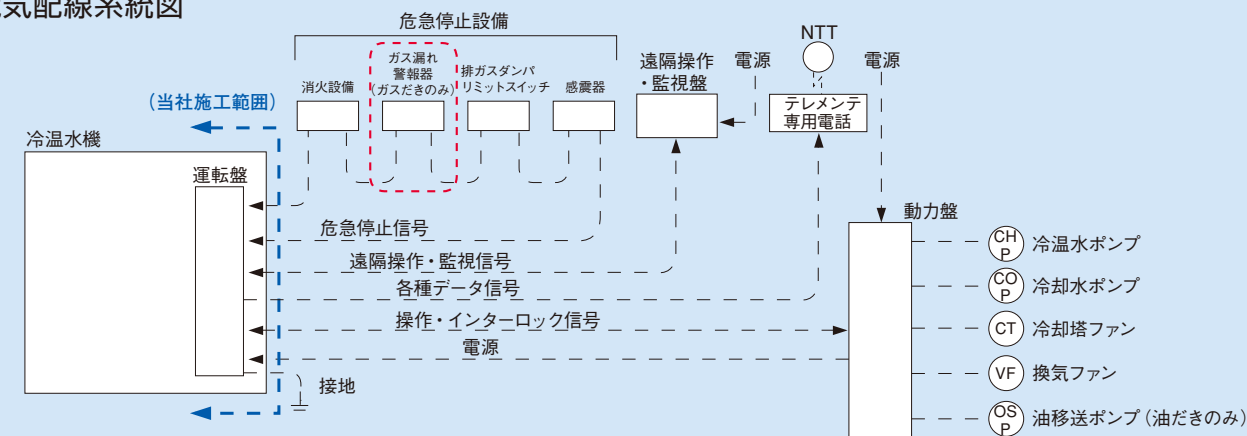 気配線系統図
危急停止設備
消火設備
ガス漏れ
警報器
(ガスだきのみ)
排ガスダンパ
リミットスイッチ
感震器
遠隔操作
・監視盤
電源
NTT
電源
テレメンテ
専用電話
(当社施工範囲)
冷温水機
運転盤
動力盤
危急停止信号
遠隔操作・監視信号
各種データ信号
操作・インターロック信号
電源
接地
CH
P
冷温水ポンプ
CO
P
冷却水ポンプ
CT
冷却塔ファン
VF
換気ファン
OS
P
油移送ポンプ(油だきのみ)